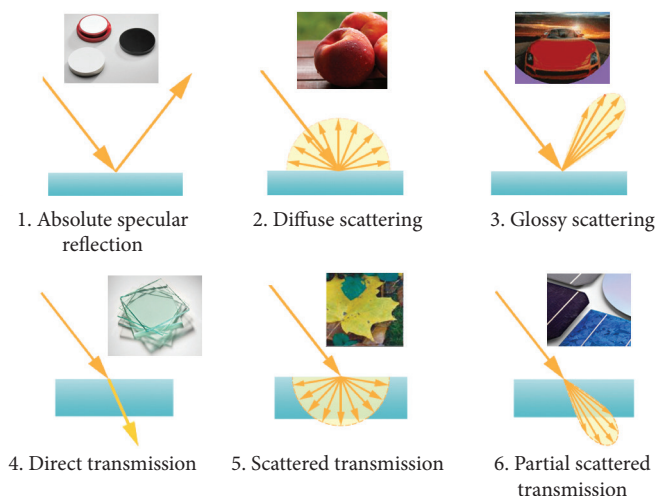 1. Absolute specular
reflection
2. Diffuse scattering
3. Glossy scattering
4. Direct transmission
5. Scattered transmission
6. Partial scattered
transmission